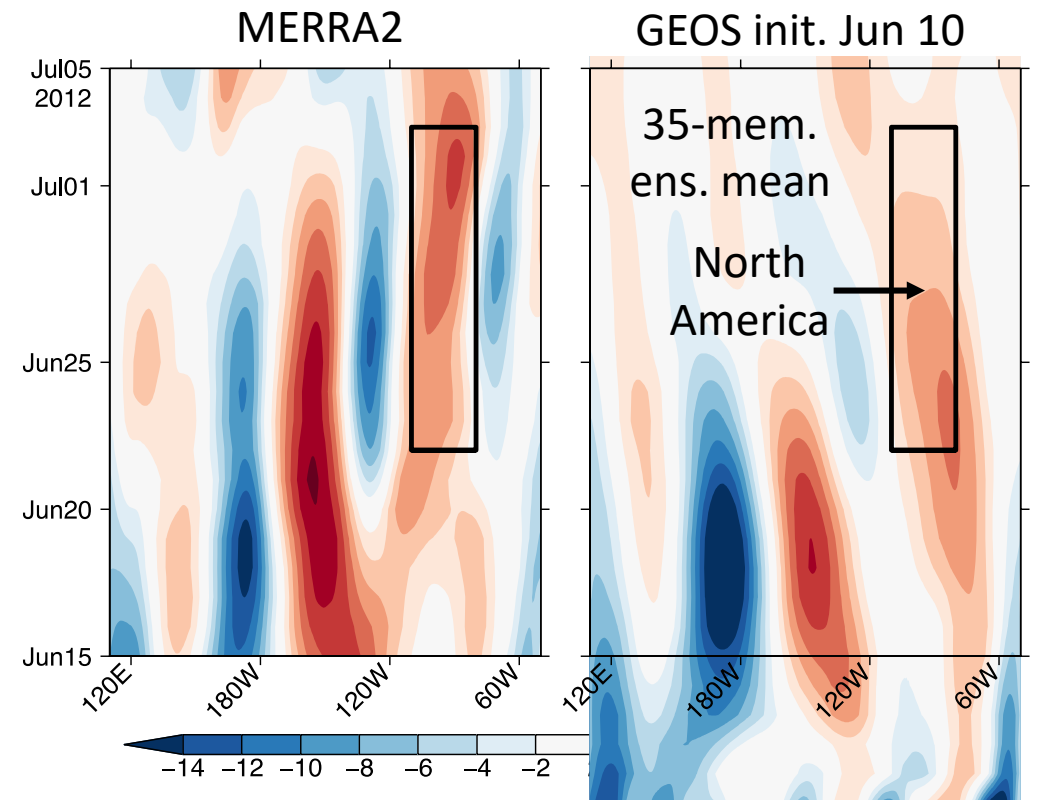 MERRA2
GEOS init. Jun 10
Jul05
2012
Jul01
Jun25
Jun20
Jun15
35-mem.
ens. mean
North
America
120E
180W
120W
60W
120E
180W
120W
60W
−14
−12
−10
−8
−6
−4
−2